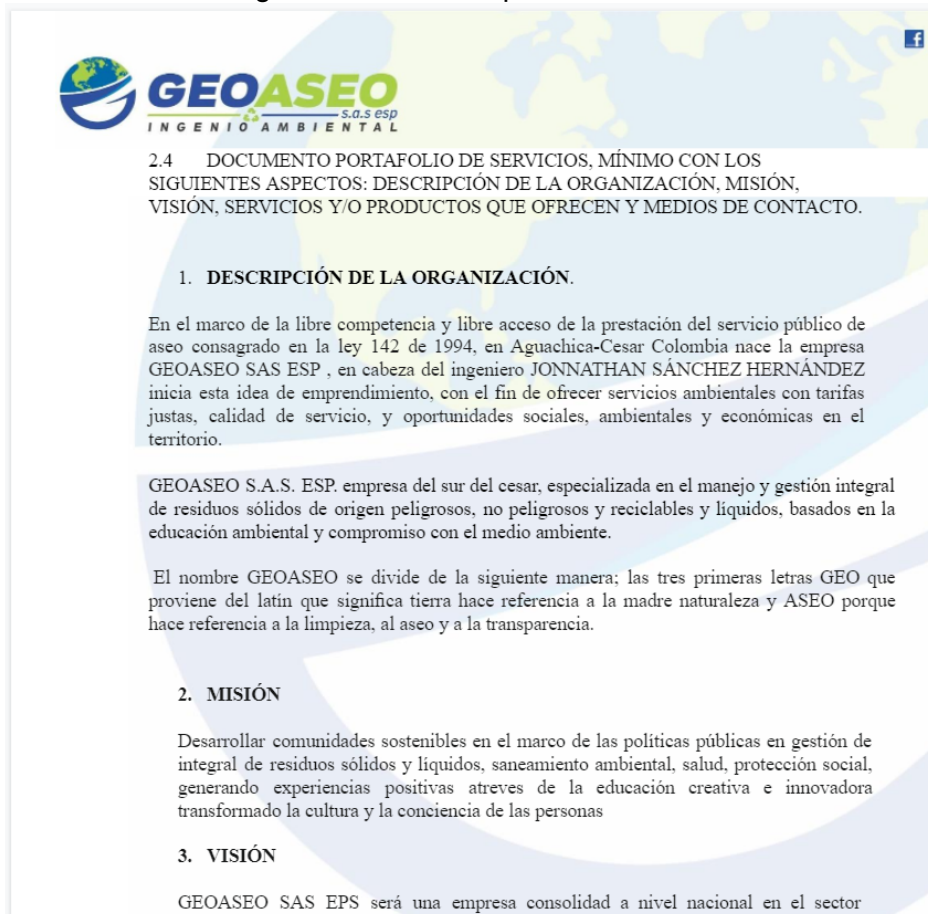 GEOASEO
s.a.s esp
INGENIO AMBIENTAL
2.4 DOCUMENTO PORTAFOLIO DE SERVICIOS, MÍNIMO CON LOS
SIGUIENTES ASPECTOS: DESCRIPCIÓN DE LA ORGANIZACIÓN, MISIÓN,
VISIÓN, SERVICIOS Y/O PRODUCTOS QUE OFRECEN Y MEDIOS DE CONTACTO.
1. DESCRIPCIÓN DE LA ORGANIZACIÓN.
En el marco de la libre competencia y libre acceso de la prestación del servicio público de
aseo consagrado en la ley 142 de 1994, en Aguachica-Cesar Colombia nace la empresa
GEOASEO SAS ESP , en cabeza del ingeniero JONNATHAN SÁNCHEZ HERNÁNDEZ
inicia esta idea de emprendimiento, con el fin de ofrecer servicios ambientales con tarifas
justas, calidad de servicio, y oportunidades sociales, ambientales y económicas en el
territorio.
GEOASEO S.A.S. ESP. empresa del sur del cesar, especializada en el manejo y gestión integral
de residuos sólidos de origen peligrosos, no peligrosos y reciclables y líquidos, basados en la
educación ambiental y compromiso con el medio ambiente.
El nombre GEOASEO se divide de la siguiente manera; las tres primeras letras GEO que
proviene del latín que significa tierra hace referencia a la madre naturaleza y ASEO porque
hace referencia a la limpieza, al aseo y a la transparencia.
2. MISIÓN
Desarrollar comunidades sostenibles en el marco de las políticas públicas en gestión de
integral de residuos sólidos y líquidos, saneamiento ambiental, salud, protección social,
generando experiencias positivas atreves de la educación creativa e innovadora
transformado la cultura y la conciencia de las personas
3. VISIÓN
GEOASEO SAS EPS será una empresa consolidad a nivel nacional en el sector